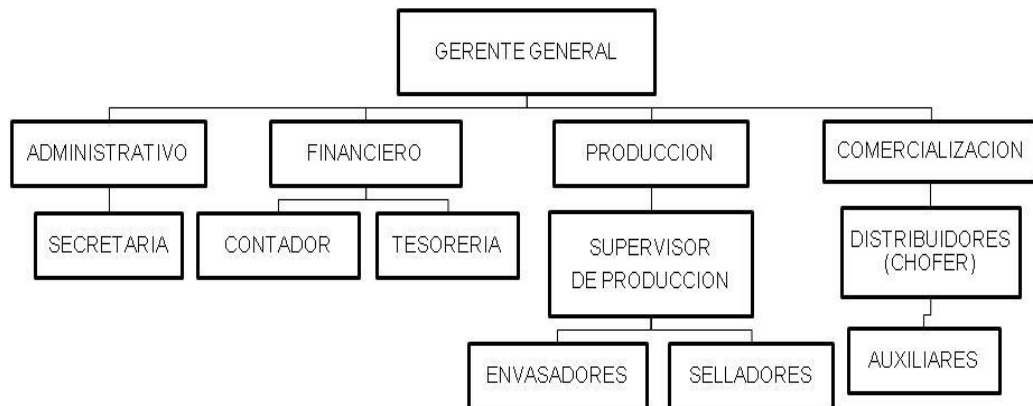 GERENTE GENERAL
ADMINISTRATIVO
FINANCIERO
PRODUCCION
COMERCIALIZACION
SECRETARIA
CONTADOR
TESORERIA
SUPERVISOR
DE PRODUCCION
DISTRIBUIDORES
(CHOFER)
ENVASADORES
SELLADORES
AUXILIARES